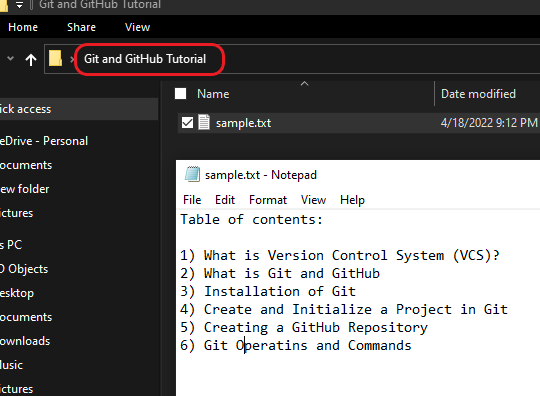 Git and GitHub Tutorial
Home Share View
Git and GitHub Tutorial
Name Date modified
ick access
sample.txt 4/18/2022 9:12 PM
eDrive - Personal
ocuments
ew folder
ictures
s PC
D Objects
esktop
ocuments
ownloads
usic
ictures
sample.txt - Notepad
File Edit Format View Help
Table of contents:
1) What is Version Control System (VCS)?
2) What is Git and GitHub
3) Installation of Git
4) Create and Initialize a Project in Git
5) Creating a GitHub Repository
6) Git Operatins and Commands